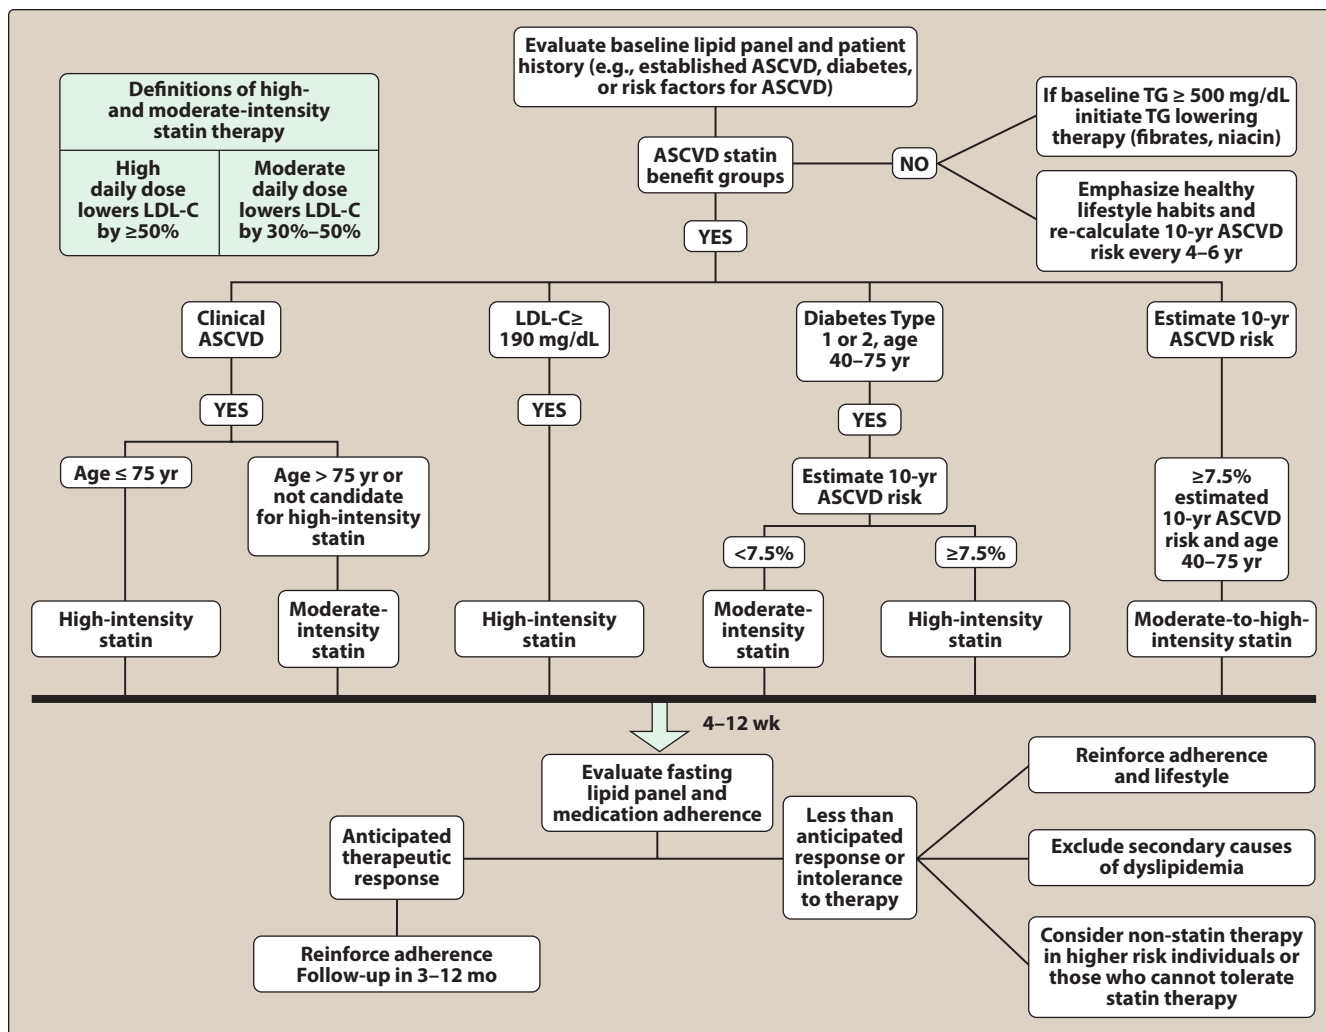 Evaluate baseline lipid panel and patient
history (e.g., established ASCVD, diabetes,
or risk factors for ASCVD)
Definitions of high-
and moderate-intensity
statin therapy
High
daily dose
lowers LDL-C
by ≥50%
Moderate
daily dose
lowers LDL-C
by 30%–50%
ASCVD statin
benefit groups
NO
If baseline TG ≥ 500 mg/dL
initiate TG lowering
therapy (fibrates, niacin)
Emphasize healthy
lifestyle habits and
re-calculate 10-yr ASCVD
risk every 4–6 yr
YES
Clinical
ASCVD
LDL-C≥
190 mg/dL
Diabetes Type
1 or 2, age
40–75 yr
Estimate 10-yr
ASCVD risk
YES
YES
YES
Age ≤ 75 yr
Age > 75 yr or
not candidate
for high-intensity
statin
Estimate 10-yr
ASCVD risk
≥7.5%
estimated
10-yr ASCVD
risk and age
40–75 yr
<7.5%
≥7.5%
High-intensity
statin
Moderate-
intensity
statin
High-intensity
statin
Moderate-
intensity
statin
High-intensity
statin
Moderate-to-high-
intensity statin
4–12 wk
Evaluate fasting
lipid panel and
medication adherence
Anticipated
therapeutic
response
Less than
anticipated
response or
intolerance
to therapy
Reinforce adherence
and lifestyle
Exclude secondary causes
of dyslipidemia
Consider non-statin therapy
in higher risk individuals or
those who cannot tolerate
statin therapy
Reinforce adherence
Follow-up in 3–12 mo